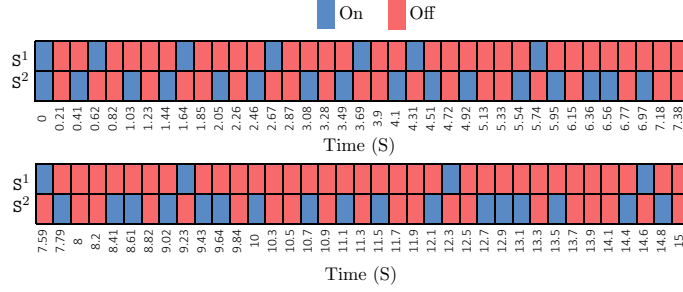 On Off
S1
S2
0 0.21 0.41 0.62 0.82 1.03 1.23 1.44 1.64 1.85 2.05 2.26 2.46 2.67 2.87 3.08 3.28 3.49 3.69 3.9 4.1 4.31 4.51 4.72 4.92 5.13 5.33 5.54 5.74 5.95 6.15 6.36 6.56 6.77 6.97 7.18 7.38
Time (S)
S1
S2
7.59 7.79 8 8.2 8.41 8.61 8.82 9.02 9.23 9.43 9.64 9.84 10 10.3 10.5 10.7 10.9 11.1 11.3 11.5 11.7 11.9 12.1 12.3 12.5 12.7 12.9 13.1 13.3 13.5 13.7 13.9 14.1 14.4 14.6 14.8 15
Time (S)